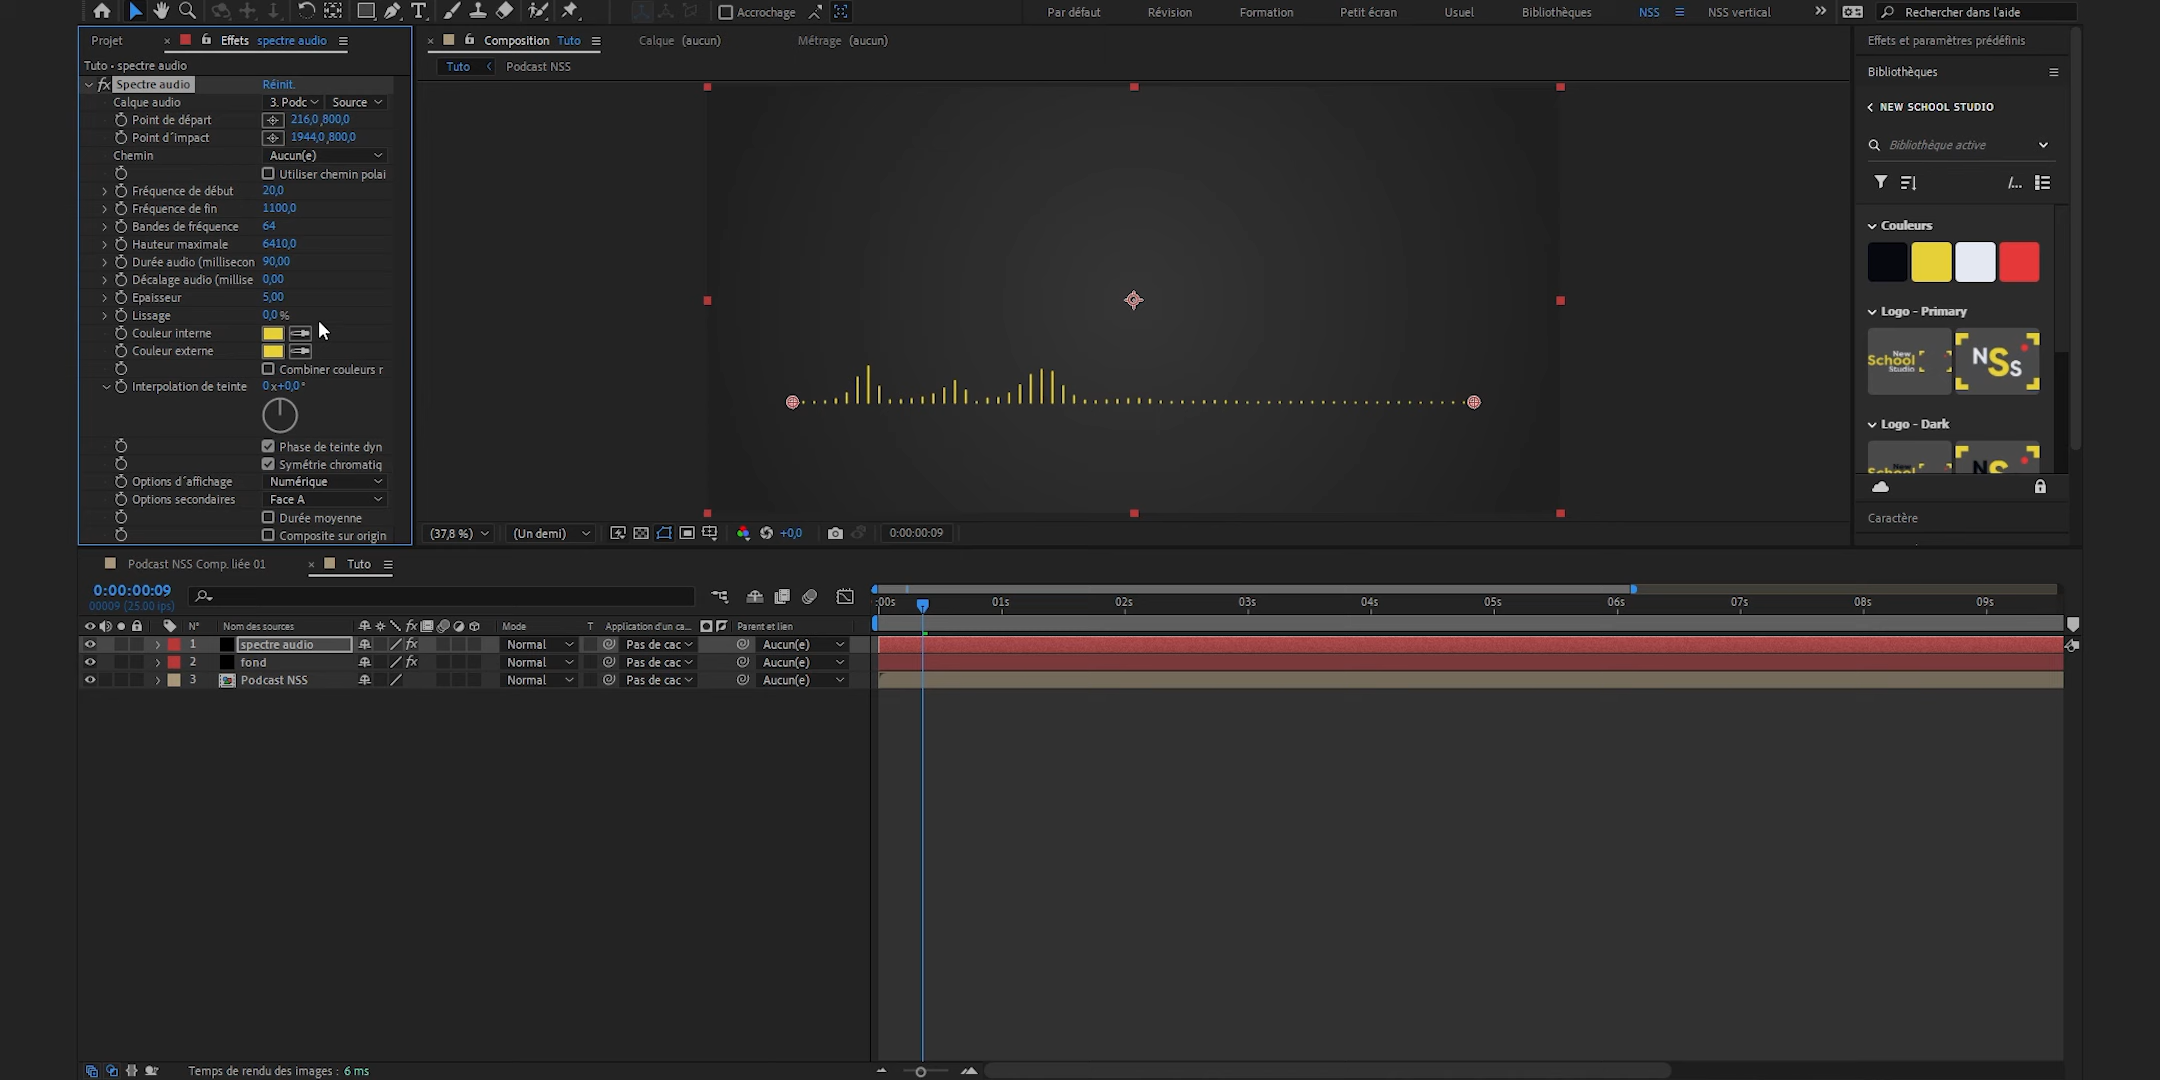 Accrochage
Par défaut Révision Formation Petit écran Usuel Bibliothèques NSS NSS vertical
Rechercher dans l'aide
Projet Effets spectre audio
Composition Tuto
Calque (aucun)
Métrage (aucun)
Effets et paramètres prédéfinis
Tuto • spectre audio
Tuto Podcast NSS
Bibliothèques
fx Spectre audio Réinit.
Calque audio 3. Podc Source
Point de départ 216,0 ,800,0
Point d´impact 1944,0 ,800,0
Chemin Aucun(e)
Utiliser chemin polai
Fréquence de début 20,0
Fréquence de fin 1100,0
Bandes de fréquence 64
Hauteur maximale 6410,0
Durée audio (millisecon 90,00
Décalage audio (millise 0,00
Epaisseur 5,00
Lissage 0,0 %
Couleur interne
Couleur externe
Combiner couleurs r
Interpolation de teinte 0 x+0,0 °
Phase de teinte dyn
Symétrie chromatiq
Options d´affichage Numérique
Options secondaires Face A
Durée moyenne
Composite sur origin
NEW SCHOOL STUDIO
Bibliothèque active
/...
Couleurs
Logo - Primary
New
School
Studio
NSs
Logo - Dark
Caractère
(37,8 %) (Un demi) +0,0 0:00:00:09
Podcast NSS Comp. liée 01 Tuto
0:00:00:09
00009 (25.00 ips)
:00s 01s 02s 03s 04s 05s 06s 07s 08s 09s
N° Nom des sources fx Mode T Application d'un ca... Parent et lien
1 spectre audio fx Normal Pas de cac Aucun(e)
2 fond fx Normal Pas de cac Aucun(e)
3 Podcast NSS Normal Pas de cac Aucun(e)
Temps de rendu des images : 6 ms